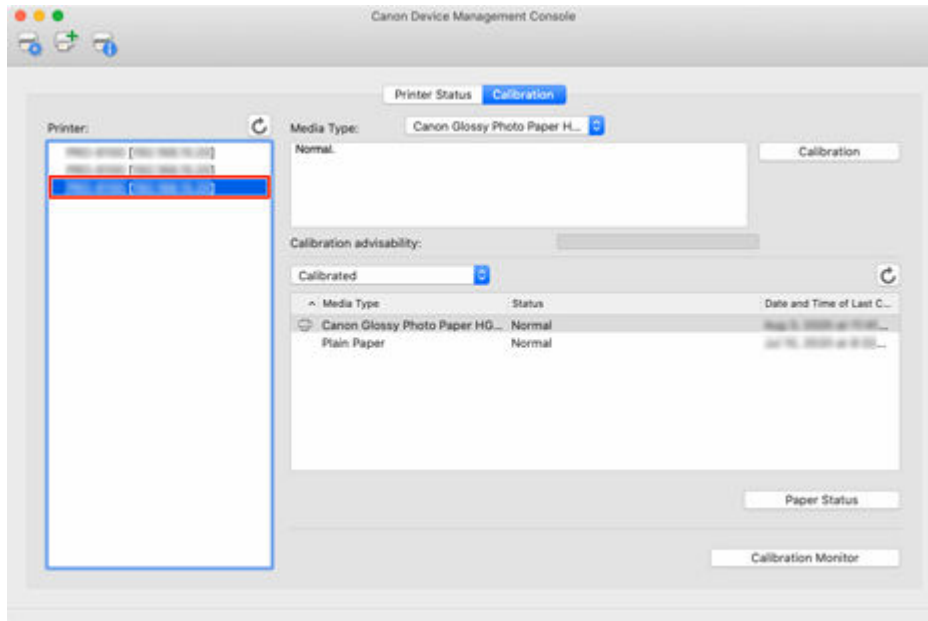 Canon Device Management Console
Printer Status Calibration
Printer:
Media Type: Canon Glossy Photo Paper H...
Normal.
Calibration
Calibration advisability:
Calibrated
Media Type Status Date and Time of Last C...
Canon Glossy Photo Paper HG... Normal
Plain Paper Normal
Paper Status
Calibration Monitor